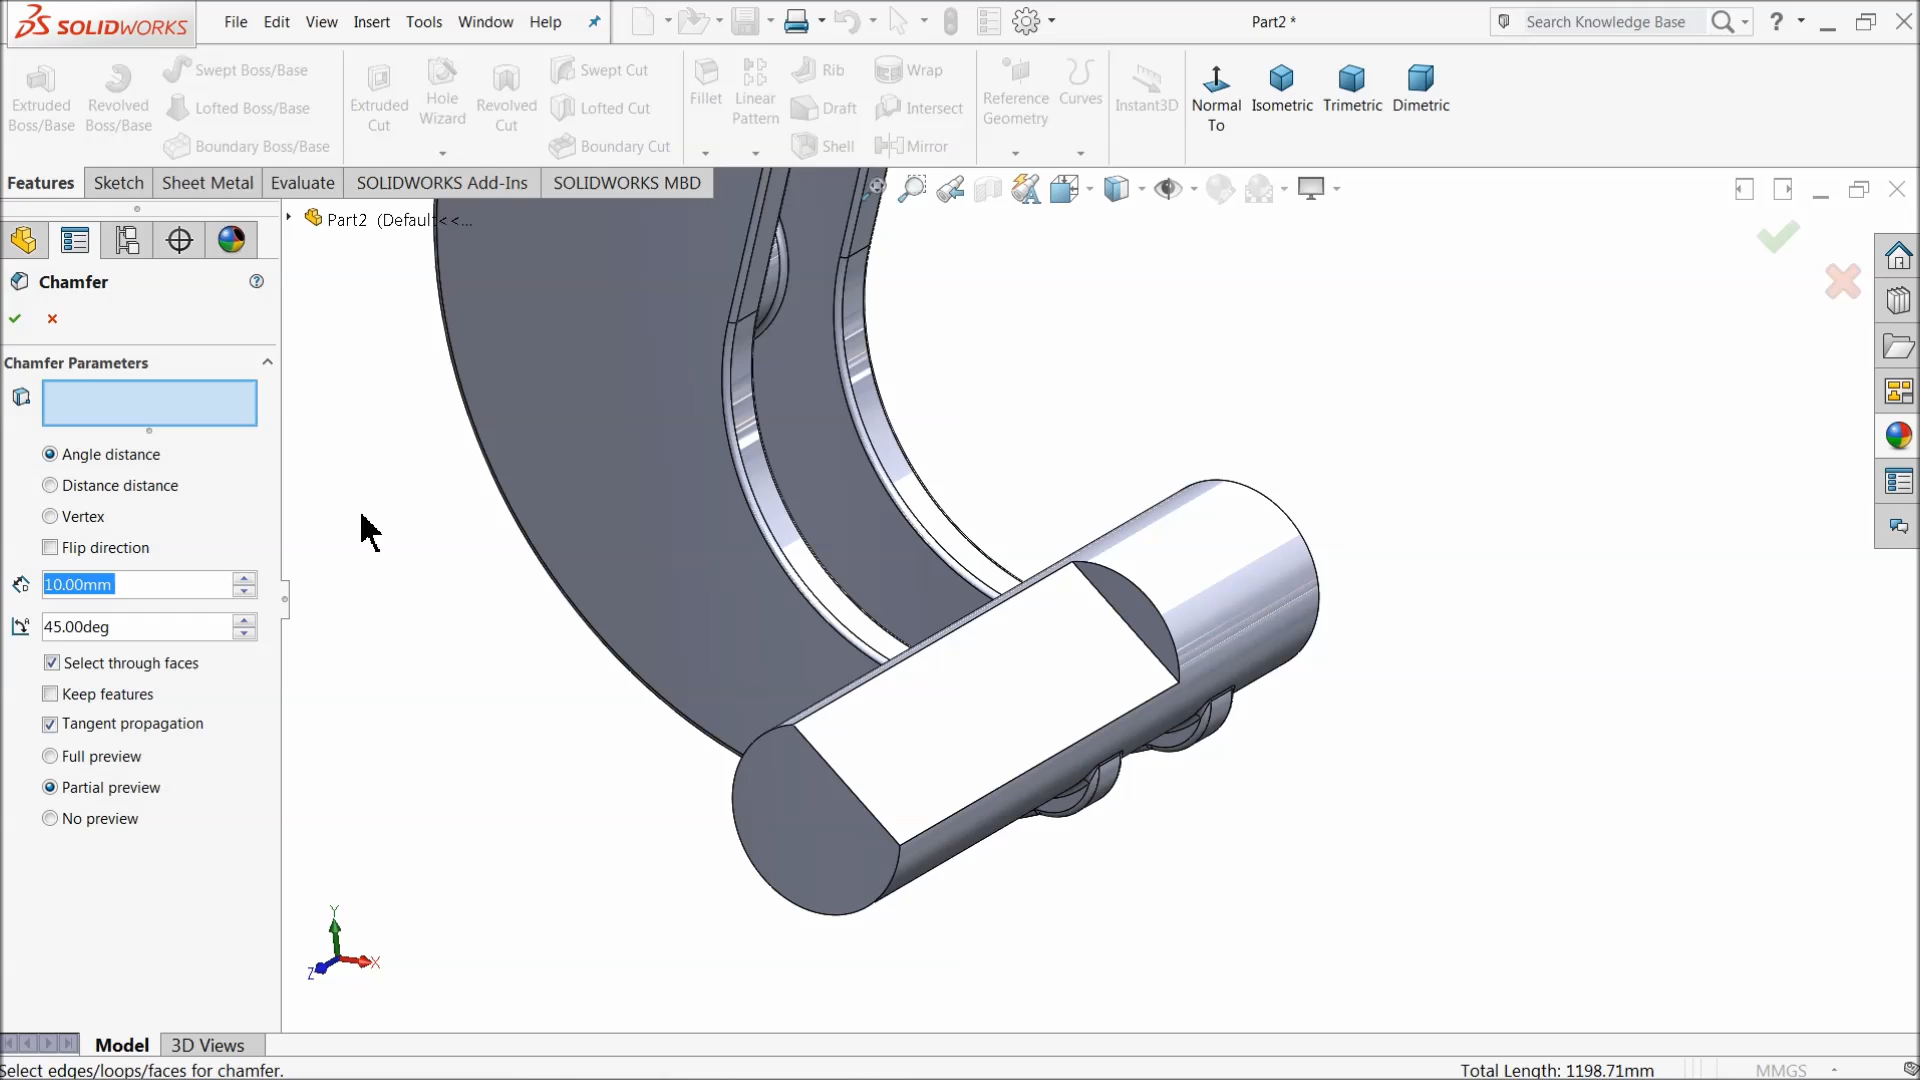 SOLIDWORKS
File Edit View Insert Tools Window Help
Part2 *
Search Knowledge Base
?
Extruded Boss/Base
Revolved Boss/Base
Swept Boss/Base
Lofted Boss/Base
Boundary Boss/Base
Extruded Cut
Hole Wizard
Revolved Cut
Swept Cut
Lofted Cut
Boundary Cut
Fillet
Linear Pattern
Rib
Draft
Shell
Wrap
Intersect
Mirror
Reference Geometry
Curves
Instant3D
Normal To
Isometric
Trimetric
Dimetric
Features Sketch Sheet Metal Evaluate SOLIDWORKS Add-Ins SOLIDWORKS MBD
Part2 (Default<<...
Chamfer
Chamfer Parameters
Angle distance
Distance distance
Vertex
Flip direction
10.00mm
45.00deg
Select through faces
Keep features
Tangent propagation
Full preview
Partial preview
No preview
Y
X
Z
Model 3D Views
Select edges/loops/faces for chamfer.
Total Length: 1198.71mm
MMGS